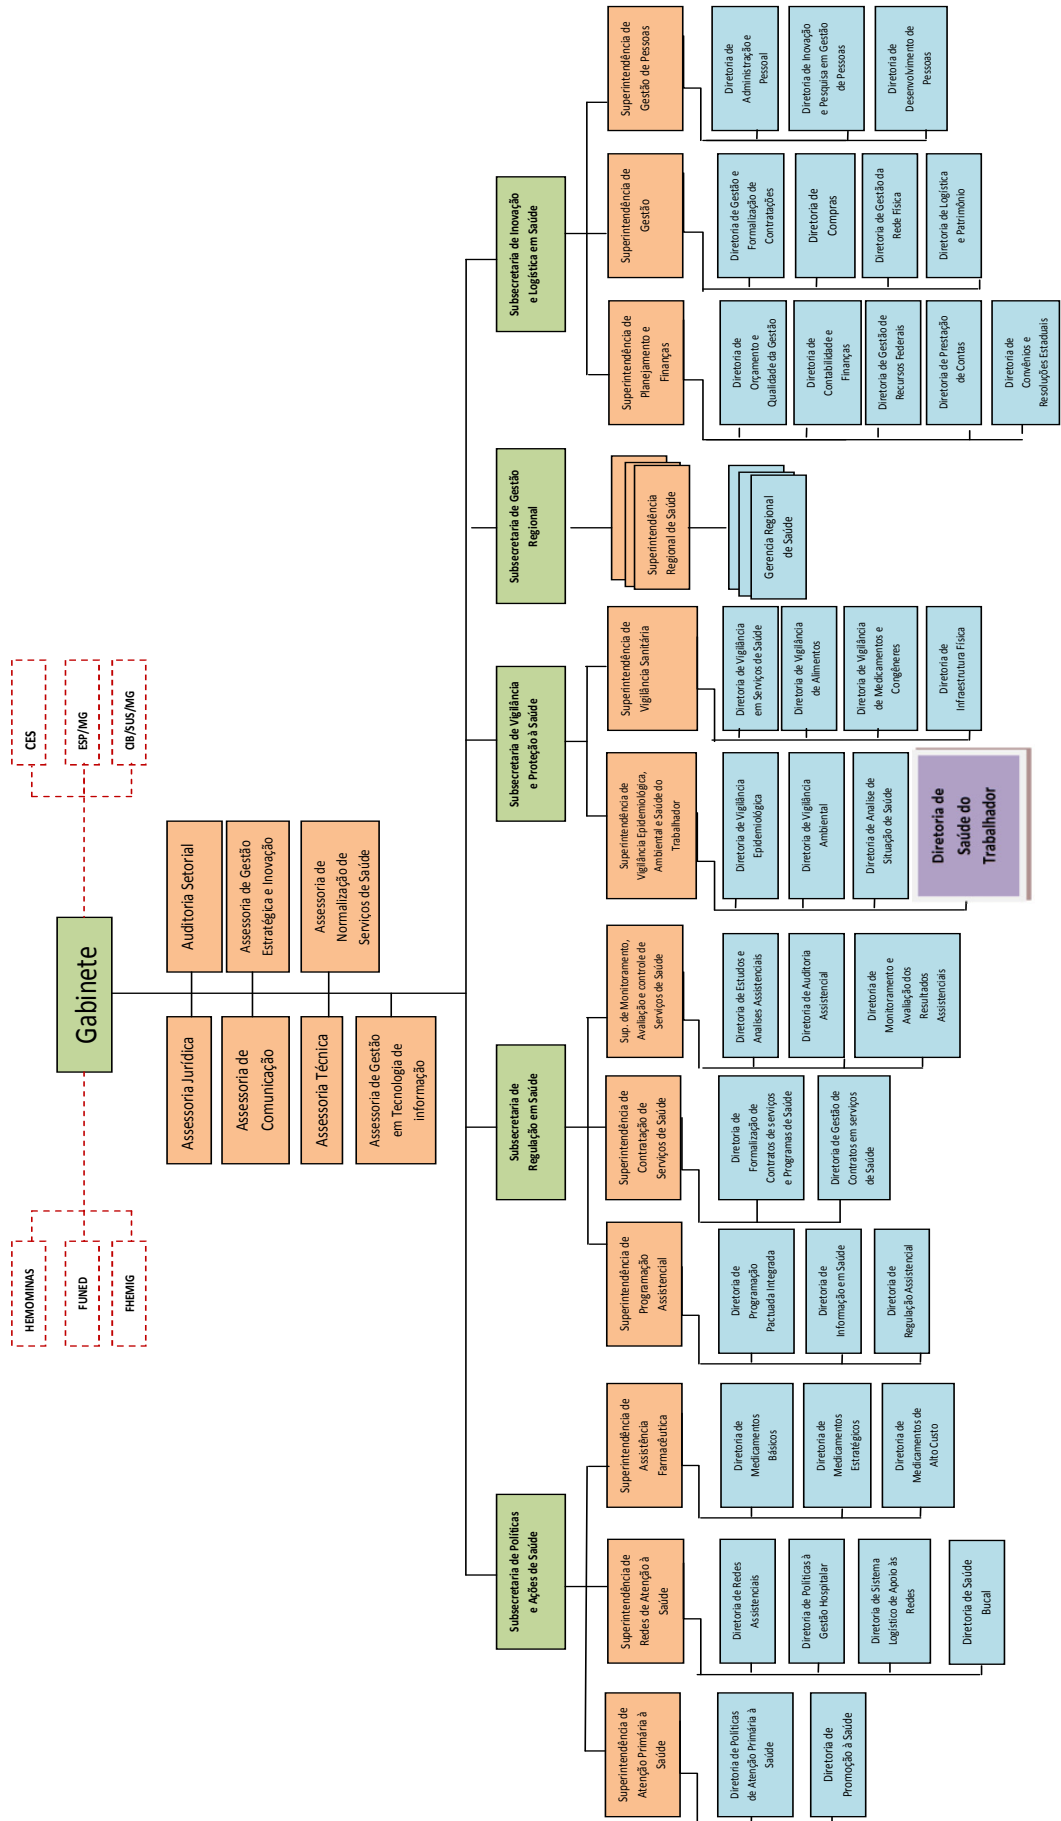 HEMOMINAS
FUNED
FHEMIG
Gabinete
CES
ESP/MG
CIB/SUS/MG
Assessoria Jurídica
Auditoria Setorial
Assessoria de
Comunicação
Assessoria de Gestão
Estratégica e Inovação
Assessoria Técnica
Assessoria de
Normalização de
Serviços de Saúde
Assessoria de Gestão
em Tecnologia de
informação
Subsecretaria de Políticas
e Ações de Saúde
Subsecretaria de
Regulação em Saúde
Subsecretaria de Vigilância
e Proteção à Saúde
Subsecretaria de Gestão
Regional
Subsecretaria de Inovação
e Logística em Saúde
Superintendência de
Atenção Primária à
Saúde
Diretoria de Políticas
de Atenção Primária à
Saúde
Diretoria de
Promoção à Saúde
Superintendência de
Redes de Atenção à
Saúde
Diretoria de Redes
Assistenciais
Diretoria de Políticas à
Gestão Hospitalar
Diretoria de Sistema
Logístico de Apoio às
Redes
Diretoria de Saúde
Bucal
Superintendência de
Assistência
Farmacêutica
Diretoria de
Medicamentos
Básicos
Diretoria de
Medicamentos
Estratégicos
Diretoria de
Medicamentos de
Alto Custo
Superintendência de
Programação
Assistencial
Diretoria de
Programação
Pactuada Integrada
Diretoria de
Informação em Saúde
Diretoria de
Regulação Assistencial
Superintendência de
Contratação de
Serviços de Saúde
Diretoria de
Formalização de
Contratos de serviços
e Programas de Saúde
Diretoria de Gestão de
Contratos em serviços
de Saúde
Sup. de Monitoramento,
Avaliação e controle de
Serviços de Saúde
Diretoria de Estudos e
Analises Assistenciais
Diretoria de Auditoria
Assistencial
Diretoria de
Monitoramento e
Avaliação dos
Resultados
Assistenciais
Superintendência de
Vigilância Epidemiológica,
Ambiental e Saúde do
Trabalhador
Diretoria de Vigilância
Epidemiológica
Diretoria de Vigilância
Ambiental
Diretoria de Analise de
Situação de Saúde
Diretoria de
Saúde do
Trabalhador
Superintendência de
Vigilância Sanitária
Diretoria de Vigilância
em Serviços de Saúde
Diretoria de Vigilância
de Alimentos
Diretoria de Vigilância
de Medicamentos e
Congêneres
Diretoria de
Infraestrutura Física
Superintendência
Regional de Saúde
Gerencia Regional
de Saúde
Superintendência de
Planejamento e
Finanças
Diretoria de
Orçamento e
Qualidade da Gestão
Diretoria de
Contabilidade e
Finanças
Diretoria de Gestão de
Recursos Federais
Diretoria de Prestação
de Contas
Diretoria de
Convênios e
Resoluções Estaduais
Superintendência de
Gestão
Diretoria de Gestão e
Formalização de
Contratações
Diretoria de
Compras
Diretoria de Gestão da
Rede Física
Diretoria de Logística
e Patrimônio
Superintendência de
Gestão de Pessoas
Diretoria de
Administração e
Pessoal
Diretoria de Inovação
e Pesquisa em Gestão
de Pessoas
Diretoria de
Desenvolvimento de
Pessoas